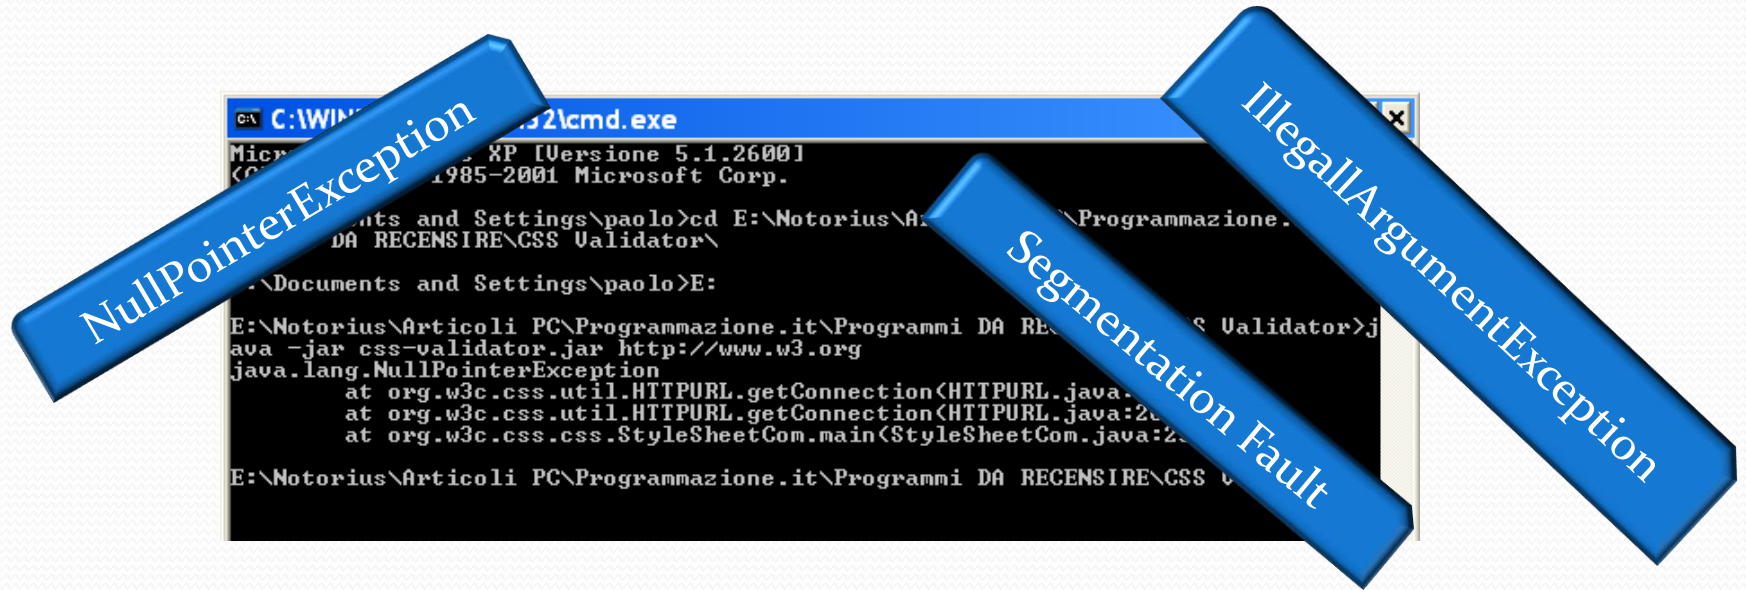 NullPointerException
C:\WIN 32\cmd.exe
XP [Versione 5.1.2600]
1985-2001 Microsoft Corp.
and Settings\paolo>cd E:\Notorius\ \Programmazione.
DA RECENSIRE\CSS Validator\
:\Documents and Settings\paolo>E:
E:\Notorius\Articoli PC\Programmazione.it\Programmi DA Validator>j
ava -jar css-validator.jar http://www.w3.org
java.lang.NullPointerException
at org.w3c.css.util.HTTPURL.getConnection(HTTPURL.java
at org.w3c.css.util.HTTPURL.getConnection(HTTPURL.java:2
at org.w3c.css.css.StyleSheetCom.main(StyleSheetCom.java:2
E:\Notorius\Articoli PC\Programmazione.it\Programmi DA RECENSIRE\CSS
Segmentation Fault
IllegallArgumentException